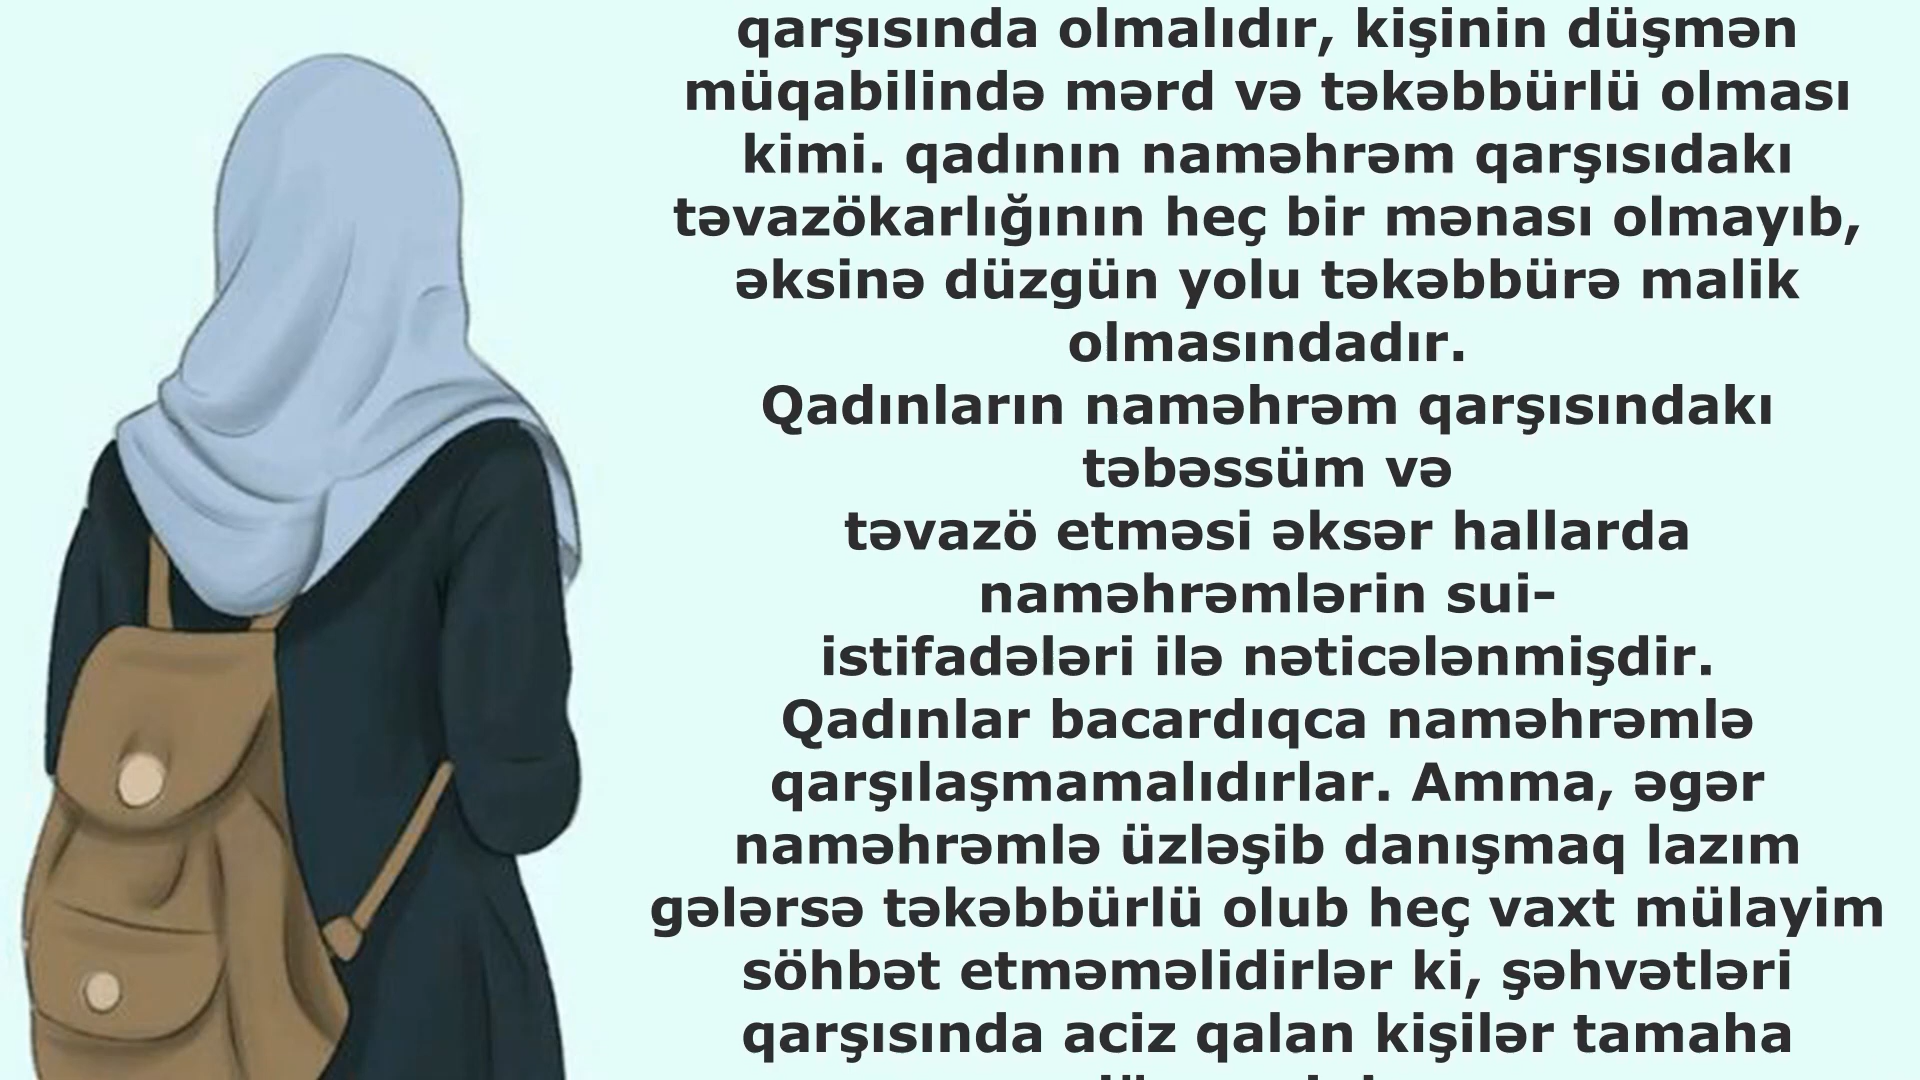 qarşısında olmalıdır, kişinin düşmən
müqabilində mərd və təkəbbürlü olması
kimi. qadının naməhrəm qarşısıdakı
təvazökarlığının heç bir mənası olmayıb,
əksinə düzgün yolu təkəbbürə malik
olmasındadır.
Qadınların naməhrəm qarşısındakı
təbəssüm və
təvazö etməsi əksər hallarda
naməhrəmlərin sui-
istifadələri ilə nəticələnmişdir.
Qadınlar bacardıqca naməhrəmlə
qarşılaşmamalıdırlar. Amma, əgər
naməhrəmlə üzləşib danışmaq lazım
gələrsə təkəbbürlü olub heç vaxt mülayim
söhbət etməməlidirlər ki, şəhvətləri
qarşısında aciz qalan kişilər tamaha